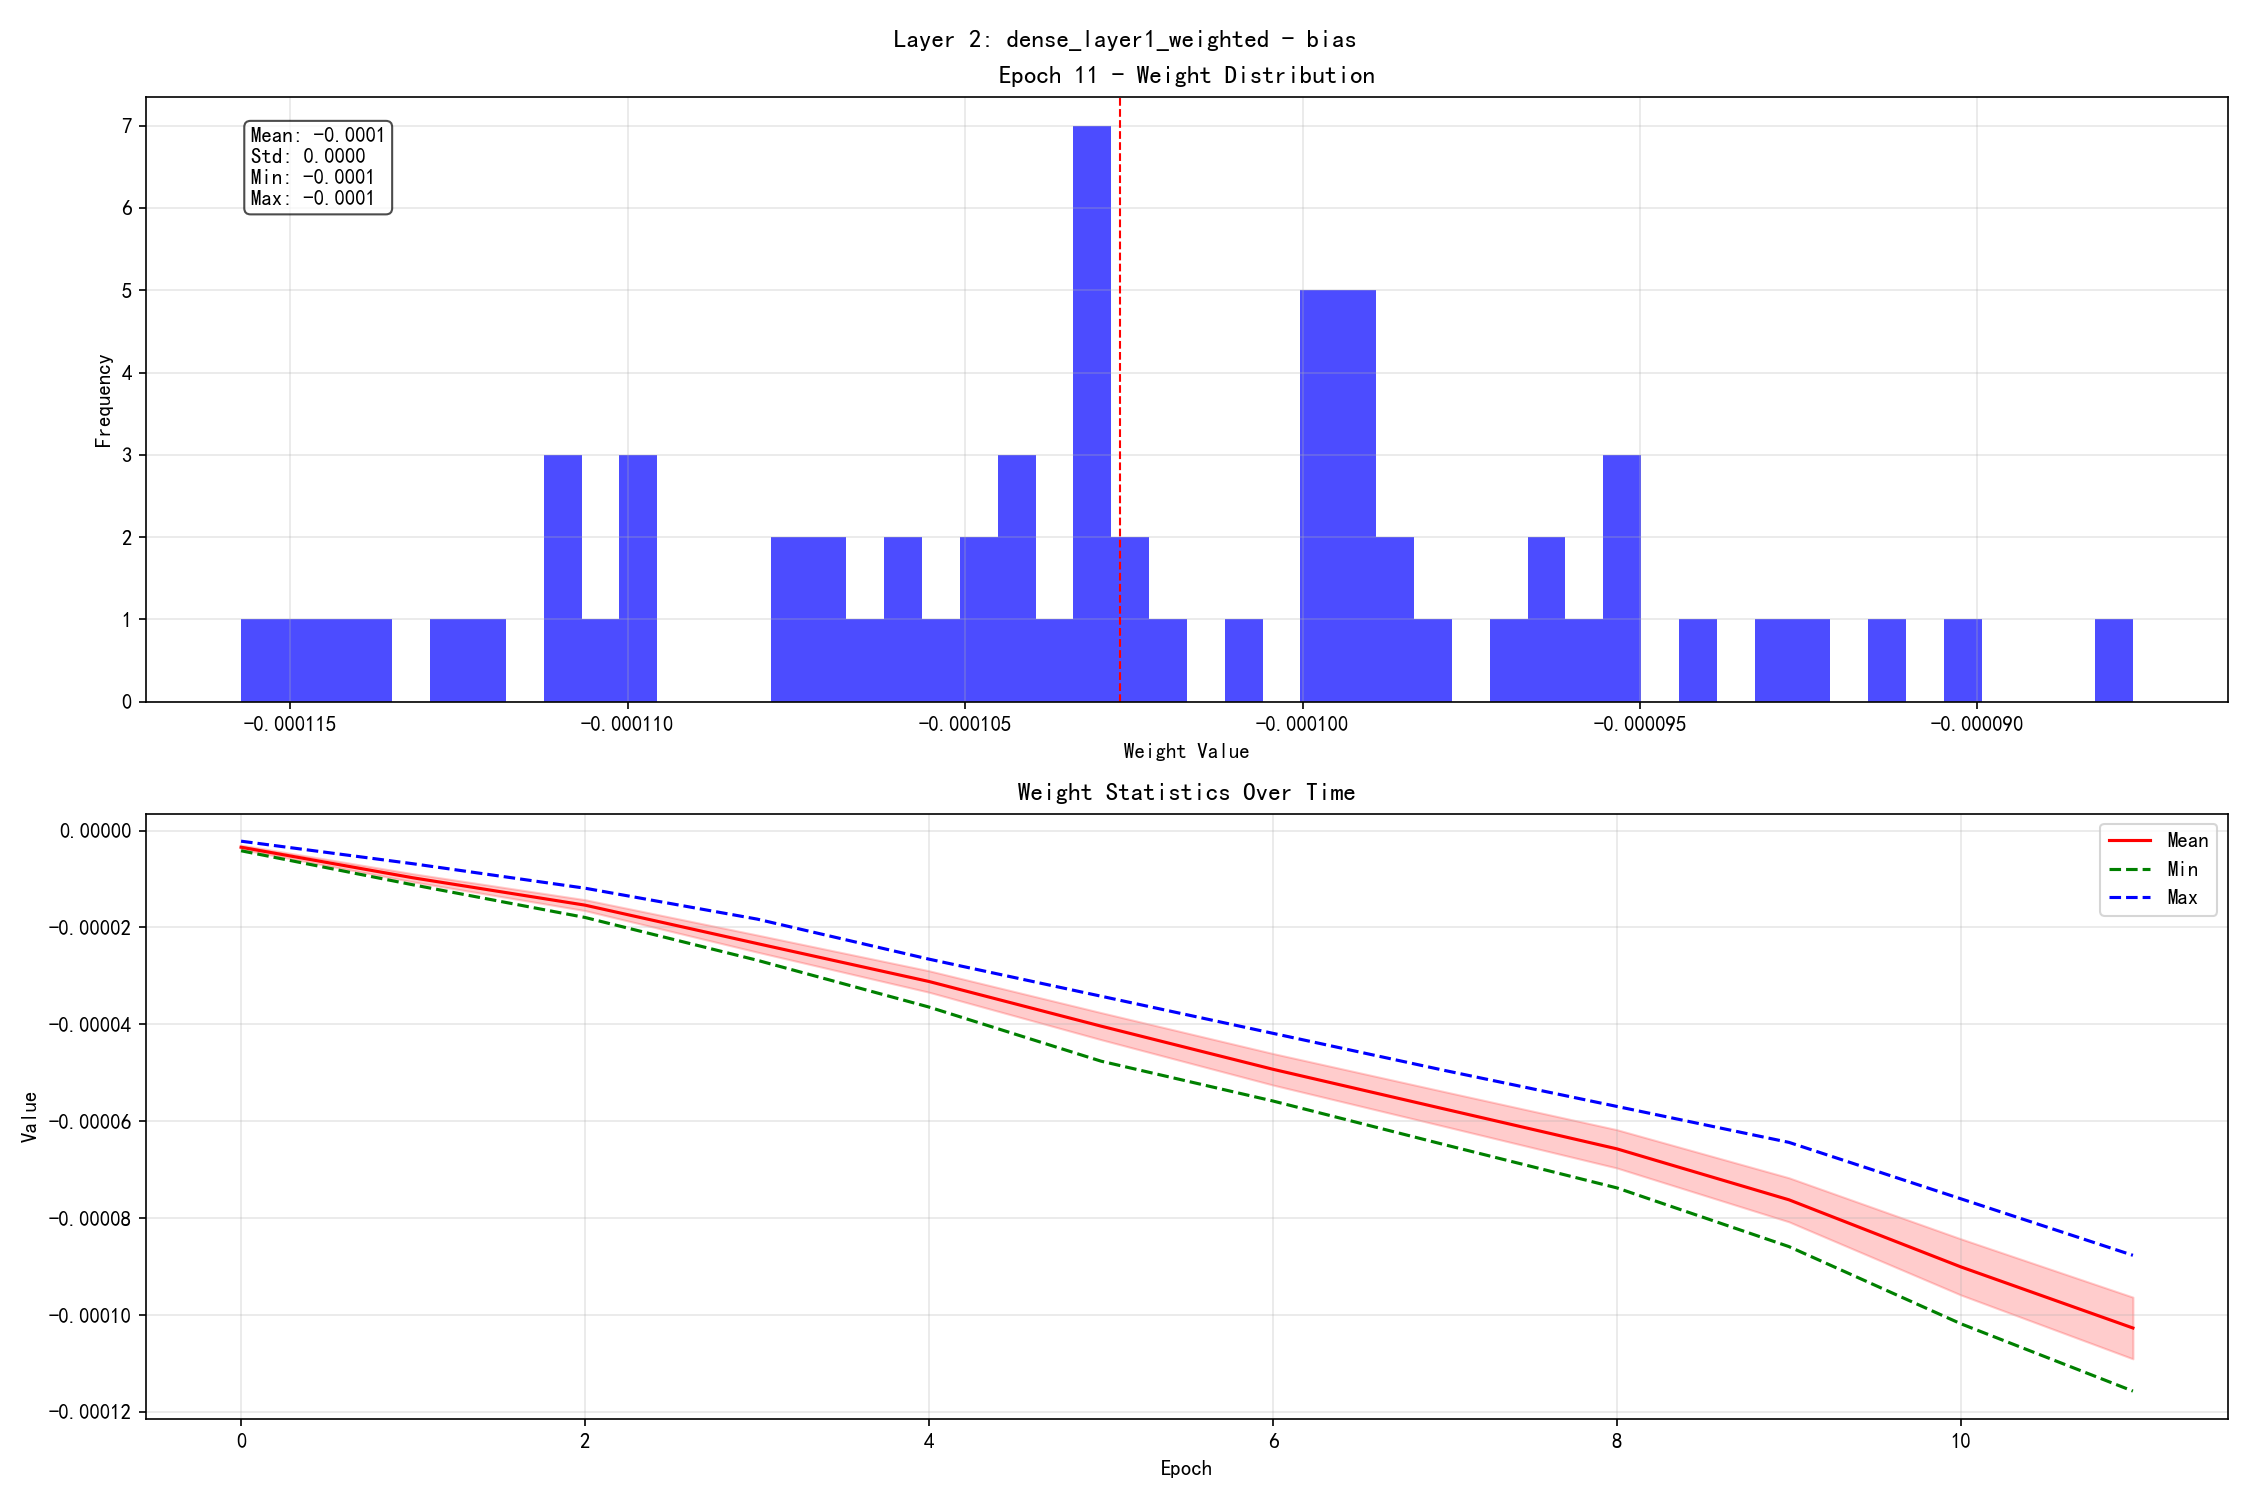 Layer 2: dense_layer1_weighted - bias
Epoch 11 - Weight Distribution
Mean: -0.0001
Std: 0.0000
Min: -0.0001
Max: -0.0001
7
6
5
4
3
2
1
0
Frequency
-0.000115 -0.000110 -0.000105 -0.000100 -0.000095 -0.000090
Weight Value
Weight Statistics Over Time
Mean
Min
Max
0.00000
-0.00002
-0.00004
-0.00006
-0.00008
-0.00010
-0.00012
Value
0 2 4 6 8 10
Epoch